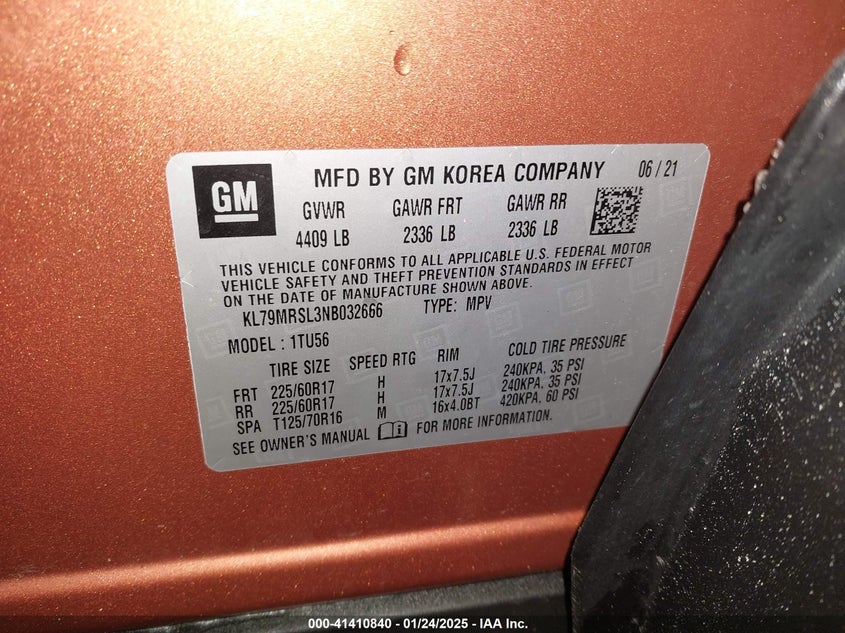 GM
MFD BY GM KOREA COMPANY 06 / 21
GVWR GAWR FRT GAWR RR
4409 LB 2336 LB 2336 LB
THIS VEHICLE CONFORMS TO ALL APPLICABLE U.S. FEDERAL MOTOR
VEHICLE SAFETY AND THEFT PREVENTION STANDARDS IN EFFECT
ON THE DATE OF MANUFACTURE SHOWN ABOVE.
KL79MRSL3NB032666 TYPE: MPV
MODEL : 1TU56
TIRE SIZE SPEED RTG RIM COLD TIRE PRESSURE
FRT 225/60R17 H 17x7.5J 240KPA. 35 PSI
RR 225/60R17 H 17x7.5J 240KPA. 35 PSI
SPA T125/70R16 M 16x4.0BT 420KPA. 60 PSI
SEE OWNER'S MANUAL FOR MORE INFORMATION.
000-41410840 - 01/24/2025 - IAA Inc.